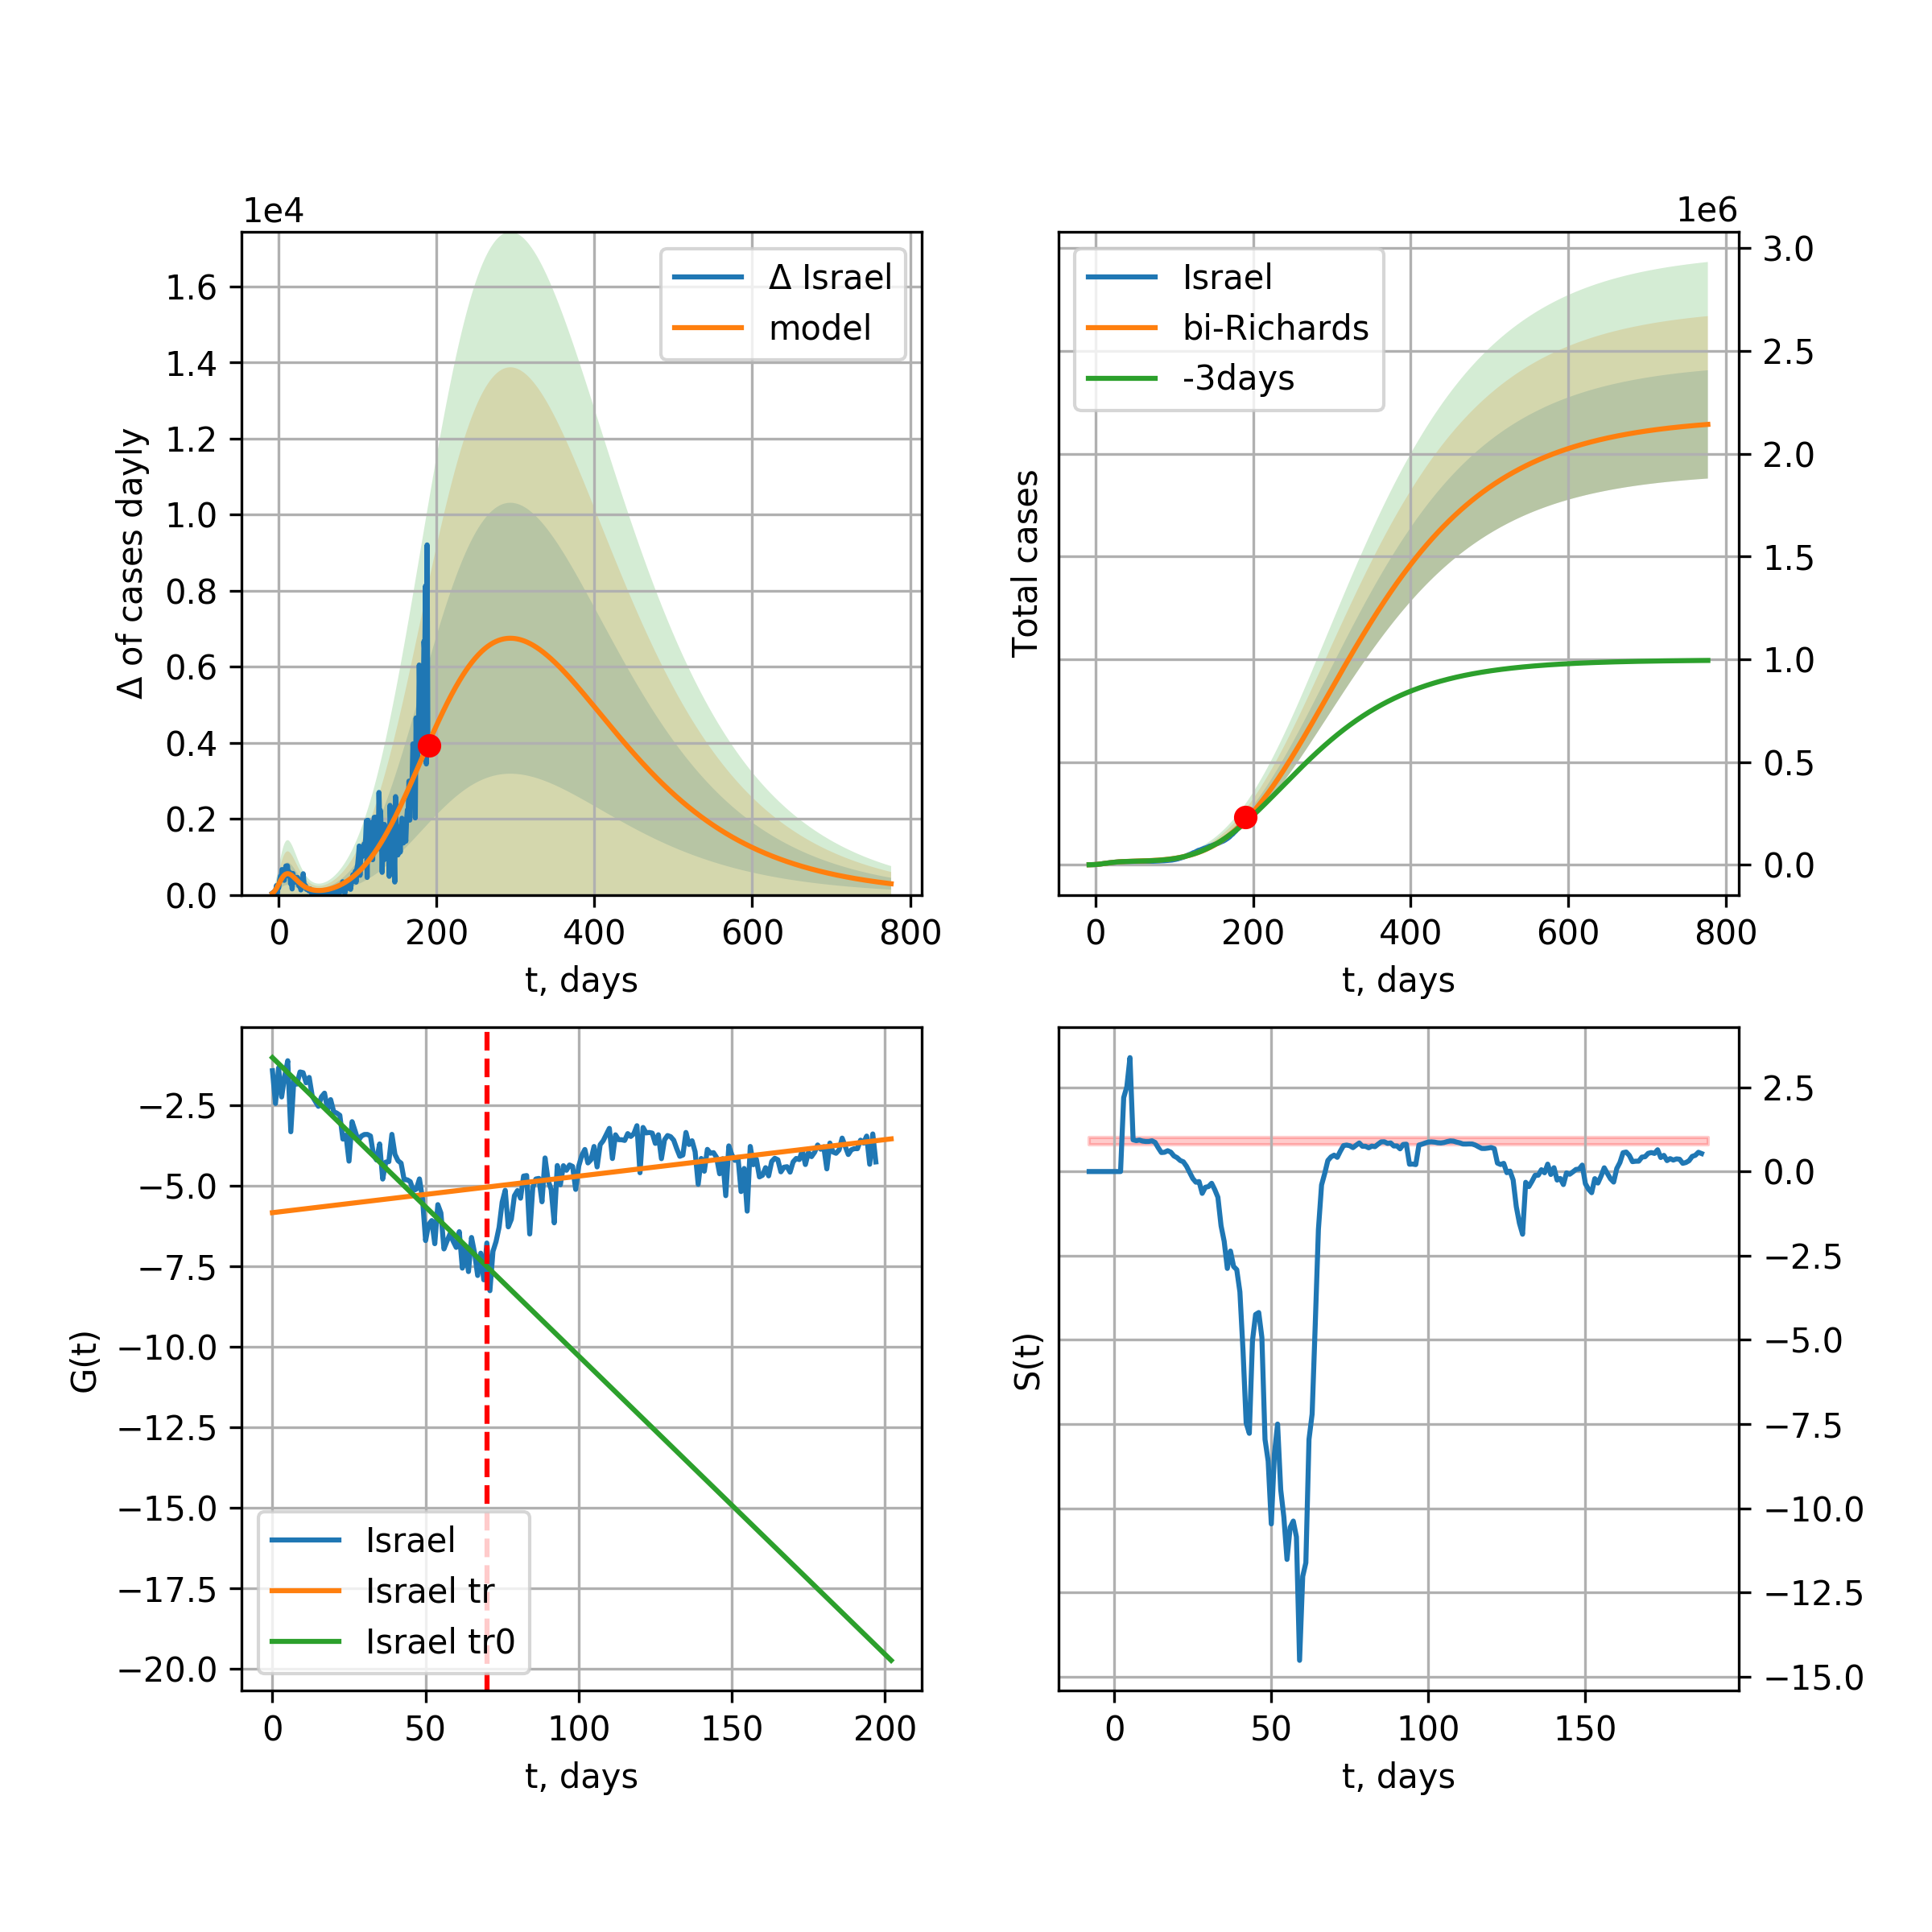 1e4
Δ of cases dayly
1.6
1.4
1.2
1.0
0.8
0.6
0.4
0.2
0.0
Δ Israel
model
0 200 400 600 800
t, days
1e6
Total cases
Israel
bi-Richards
-3days
3.0
2.5
2.0
1.5
1.0
0.5
0.0
0 200 400 600 800
t, days
G(t)
−2.5
−5.0
−7.5
−10.0
−12.5
−15.0
−17.5
−20.0
Israel
Israel tr
Israel tr0
0 50 100 150 200
t, days
S(t)
2.5
0.0
−2.5
−5.0
−7.5
−10.0
−12.5
−15.0
0 50 100 150
t, days